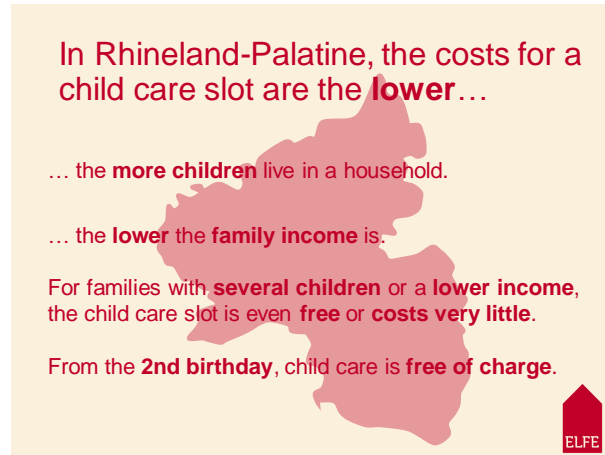 In Rhineland-Palatine, the costs for a
child care slot are the lower…
… the more children live in a household.
… the lower the family income is.
For families with several children or a lower income,
the child care slot is even free or costs very little.
From the 2nd birthday, child care is free of charge.
ELFE